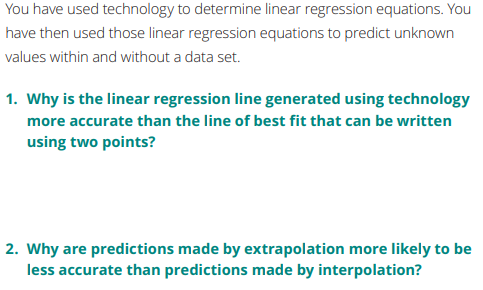 You have used technology to determine linear regression equations. You
have then used those linear regression equations to predict unknown
values within and without a data set.
1. Why is the linear regression line generated using technology
more accurate than the line of best fit that can be written
using two points?
2. Why are predictions made by extrapolation more likely to be
less accurate than predictions made by interpolation?